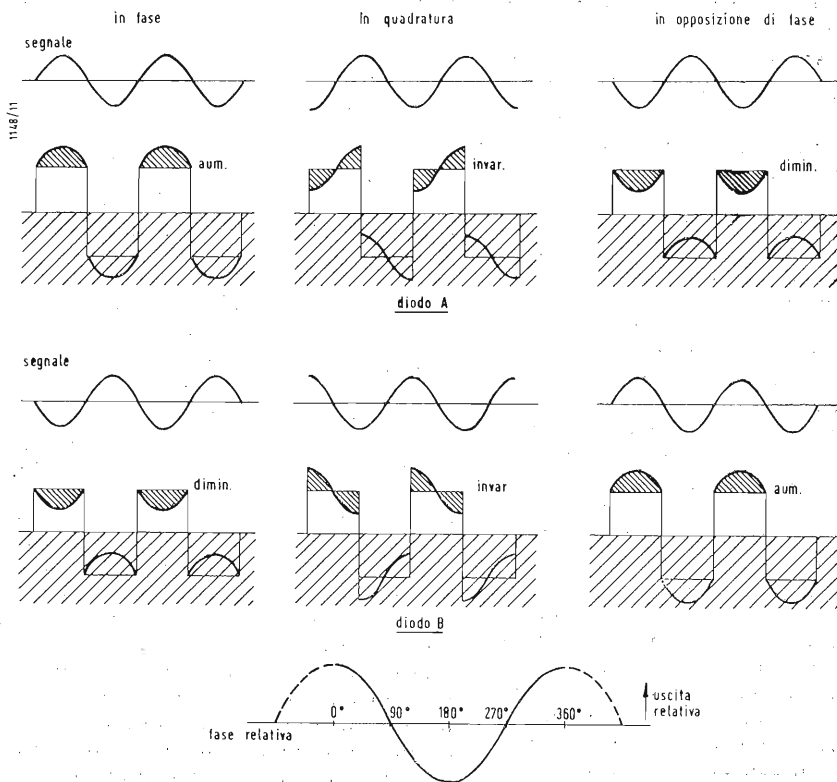 in fase
in quadratura
in opposizione di fase
segnale
1148/11
aum.
invar.
dimin.
diodo A
segnale
dimin.
invar
aum.
diodo B
0° 90° 180° 270° 360°
fase relativa
uscita
relativa